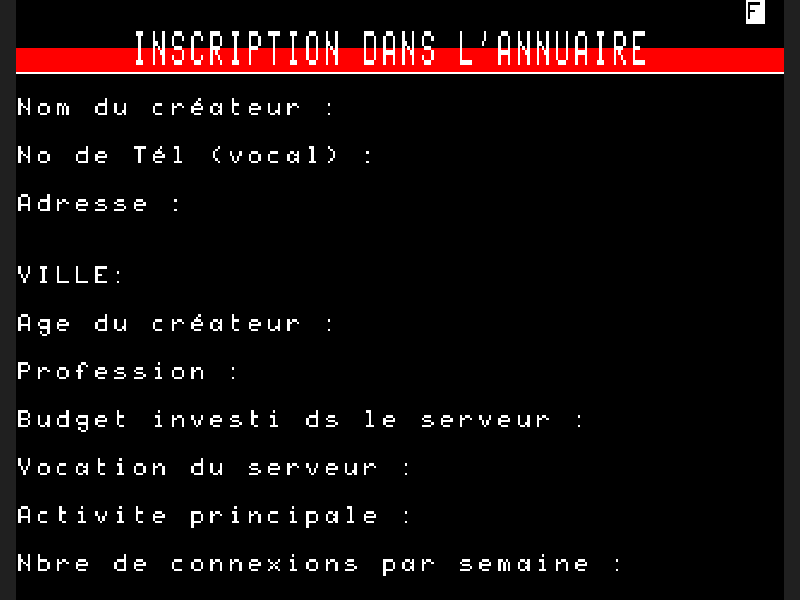 F
INSCRIPTION DANS L'ANNUAIRE
Nom du créateur :
No de Tél (vocal) :
Adresse :
VILLE:
Age du créateur :
Profession :
Budget investi ds le serveur :
Vocation du serveur :
Activite principale :
Nbre de connexions par semaine :